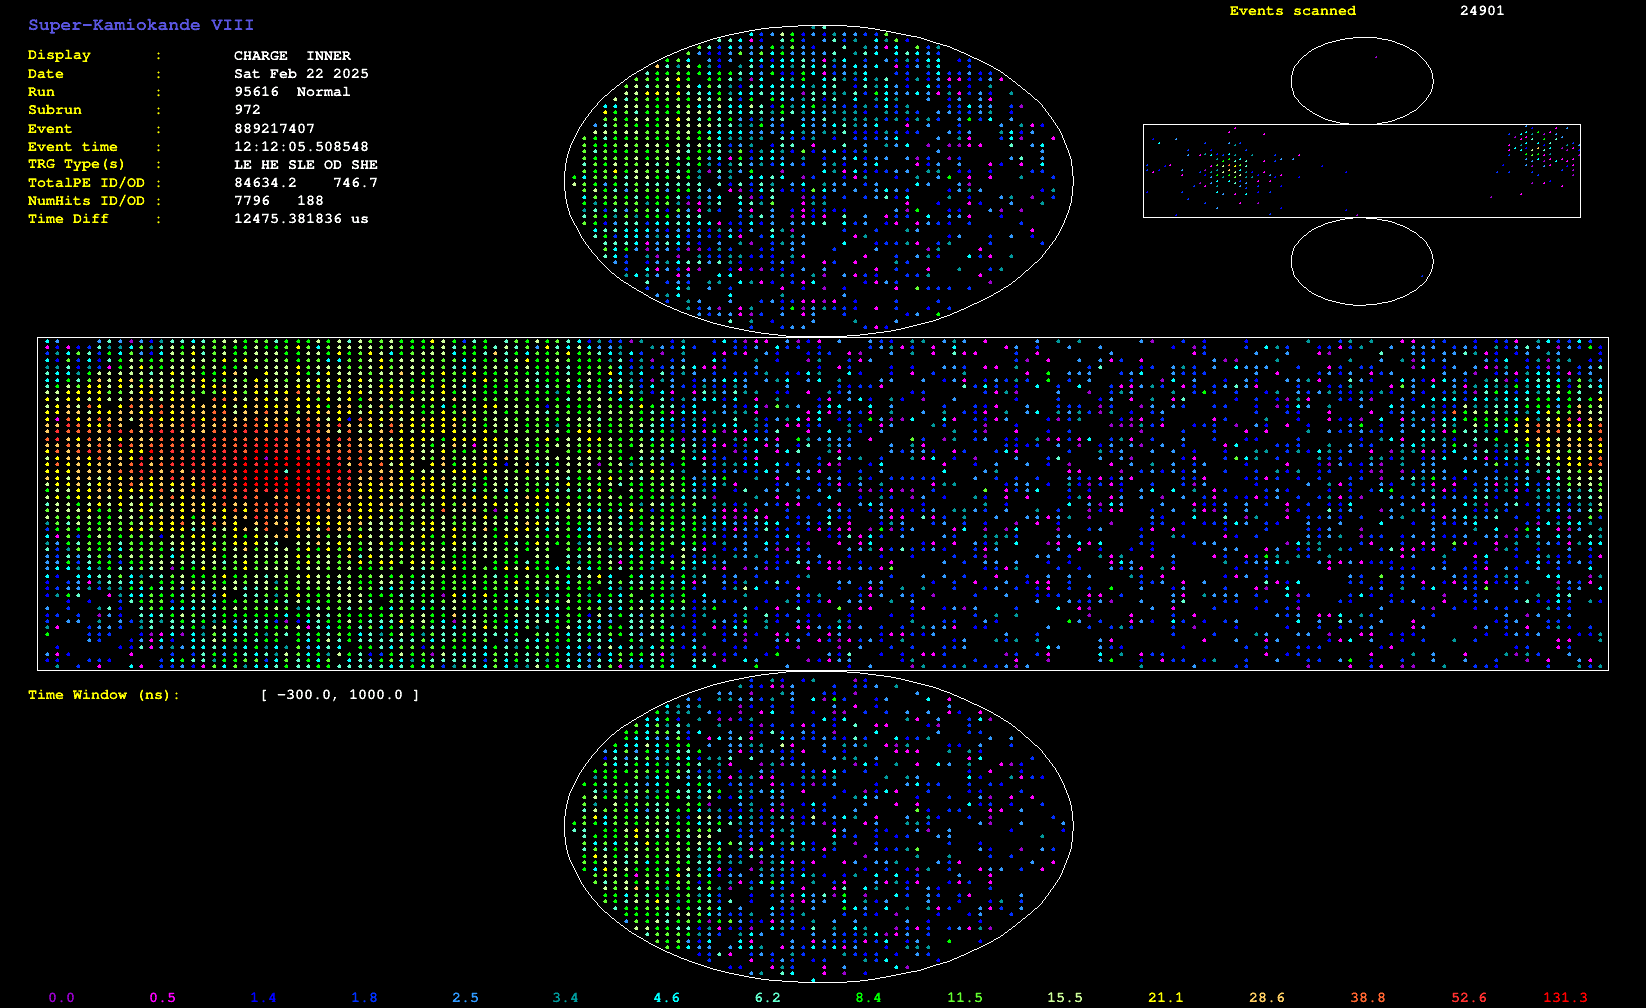 Super-Kamiokande VIII
Events scanned 24901
Display : CHARGE INNER
Date : Sat Feb 22 2025
Run : 95616 Normal
Subrun : 972
Event : 889217407
Event time : 12:12:05.508548
TRG Type(s) : LE HE SLE OD SHE
TotalPE ID/OD : 84634.2 746.7
NumHits ID/OD : 7796 188
Time Diff : 12475.381836 us
Time Window (ns): [ -300.0, 1000.0 ]
0.0 0.5 1.4 1.8 2.5 3.4 4.6 6.2 8.4 11.5 15.5 21.1 28.6 38.8 52.6 131.3